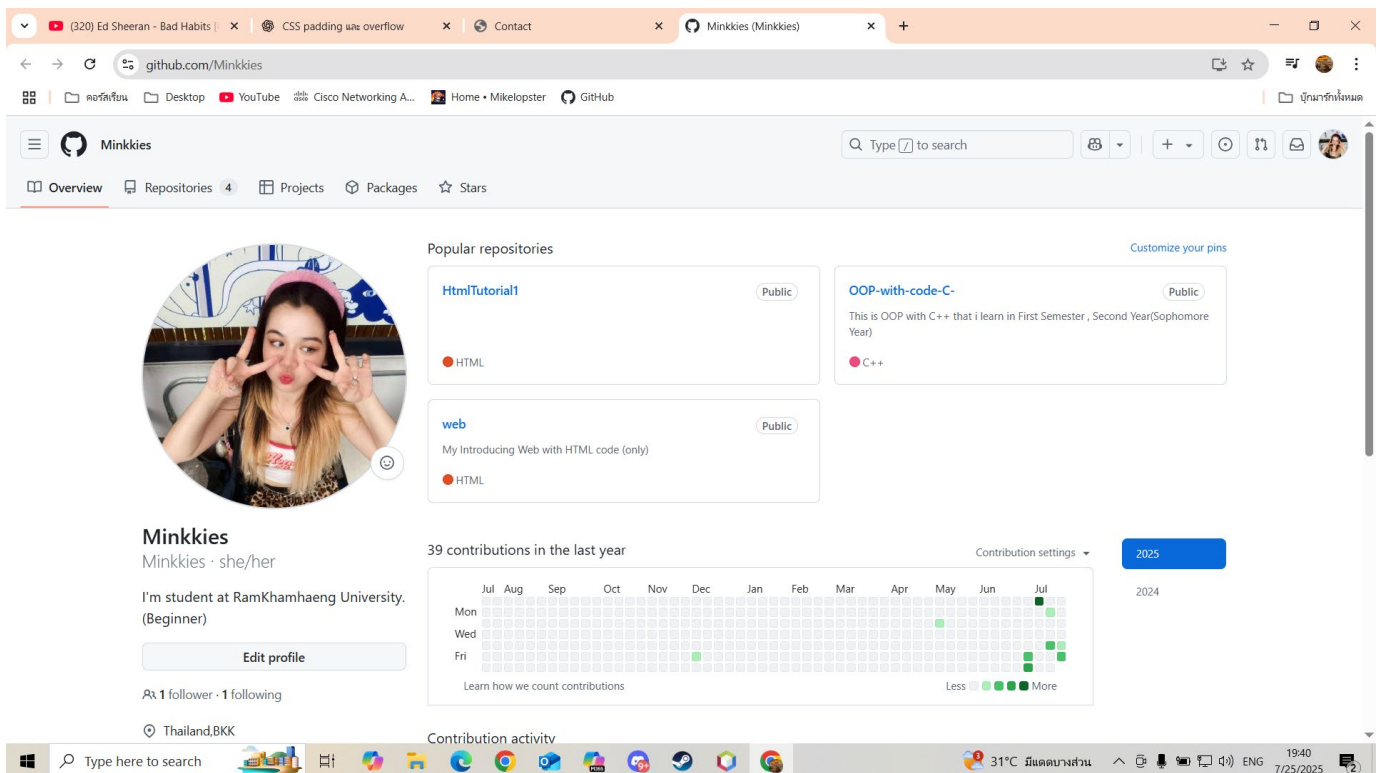 (320) Ed Sheeran - Bad Habits [
CSS padding และ overflow
Contact
Minkkies (Minkkies)
github.com/Minkkies
คอร์สเรียน
Desktop
YouTube
Cisco Networking A...
Home • Mikelopster
GitHub
บุ๊กมาร์กทั้งหมด
Minkkies
Type / to search
Overview
Repositories 4
Projects
Packages
Stars
Popular repositories
Customize your pins
HtmlTutorial1
Public
HTML
OOP-with-code-C-
Public
This is OOP with C++ that i learn in First Semester , Second Year(Sophomore
Year)
C++
web
Public
My Introducing Web with HTML code (only)
HTML
Minkkies
Minkkies · she/her
I'm student at RamKhamhaeng University.
(Beginner)
Edit profile
1 follower · 1 following
Thailand,BKK
39 contributions in the last year
Contribution settings
2025
2024
Jul Aug Sep Oct Nov Dec Jan Feb Mar Apr May Jun Jul
Mon
Wed
Fri
Learn how we count contributions
Less
More
Contribution activity
Type here to search
31°C มีแดดบางส่วน
ENG
19:40
7/25/2025
2